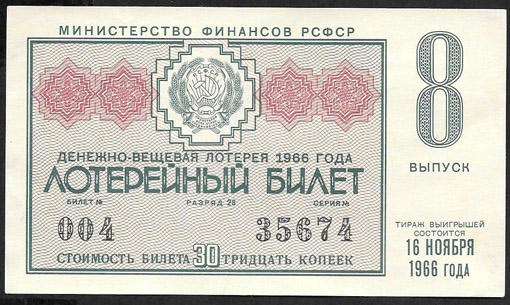 МИНИСТЕРСТВО ФИНАНСОВ РСФСР
РСФСР
8
ВЫПУСК
ДЕНЕЖНО-ВЕЩЕВАЯ ЛОТЕРЕЯ 1966 ГОДА
ЛОТЕРЕЙНЫЙ БИЛЕТ
БИЛЕТ № РАЗРЯД 28 СЕРИЯ №
004 35674
СТОИМОСТЬ БИЛЕТА 30 ТРИДЦАТЬ КОПЕЕК
ТИРАЖ ВЫИГРЫШЕЙ
СОСТОИТСЯ
16 НОЯБРЯ
1966 ГОДА